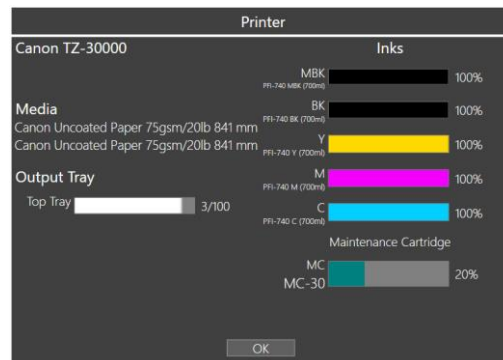 Printer
Canon TZ-30000
Media
Canon Uncoated Paper 75gsm/20lb 841 mm
Canon Uncoated Paper 75gsm/20lb 841 mm
Output Tray
Top Tray 3/100
Inks
MBK 100%
PFI-740 MBK (700ml)
BK 100%
PFI-740 BK (700ml)
Y 100%
PFI-740 Y (700ml)
M 100%
PFI-740 M (700ml)
C 100%
PFI-740 C (700ml)
Maintenance Cartridge
MC 20%
MC-30
OK